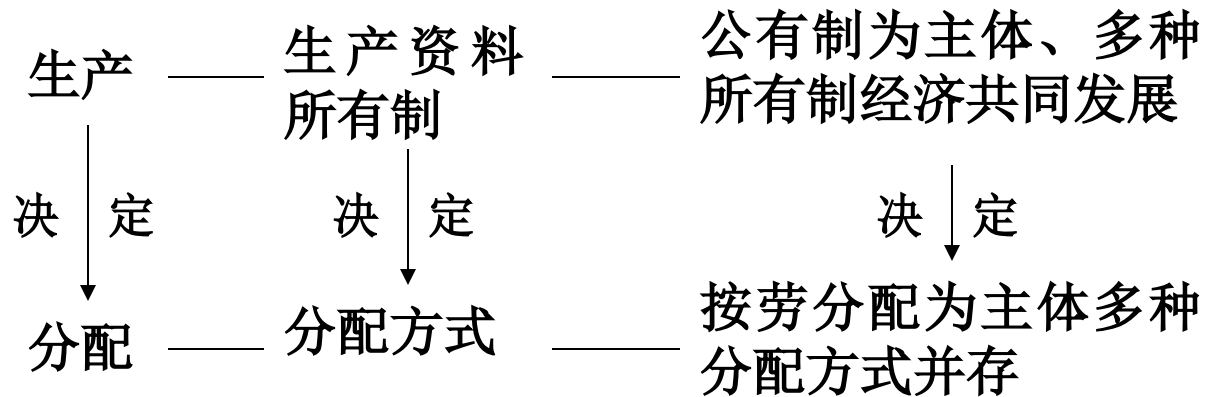 生产
生产资料
所有制
公有制为主体、多种
所有制经济共同发展
决定
决定
决定
分配
分配方式
按劳分配为主体多种
分配方式并存